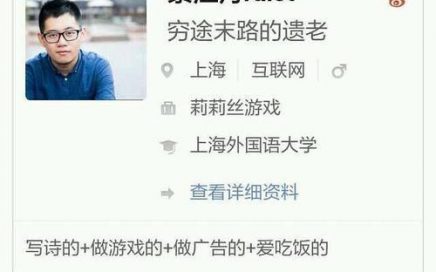 穷途末路的遗老
上海 互联网
莉莉丝游戏
上海外国语大学
查看详细资料
写诗的+做游戏的+做广告的+爱吃饭的